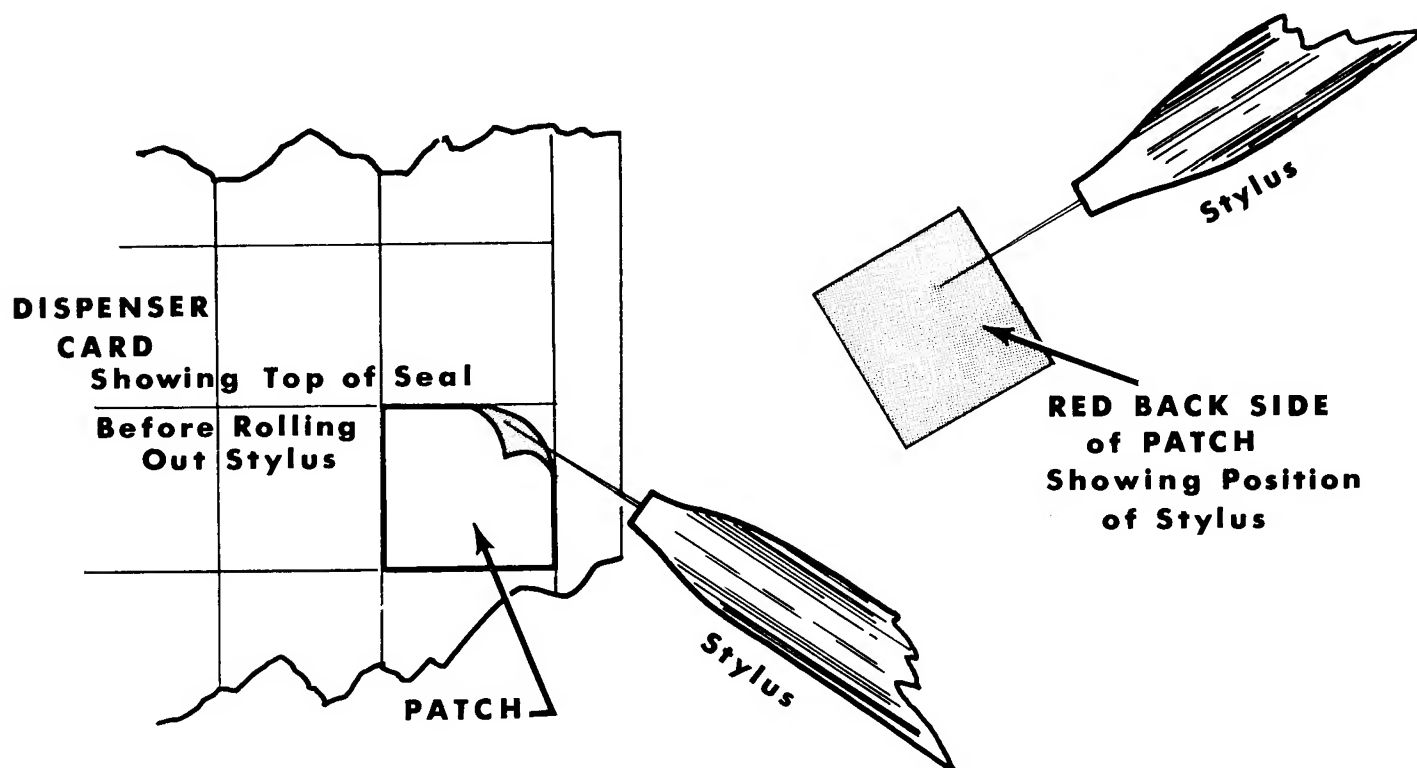 DISPENSER
CARD
Showing Top of Seal
Before Rolling
Out Stylus
PATCH
Stylus
Stylus
RED BACK SIDE
of PATCH
Showing Position
of Stylus